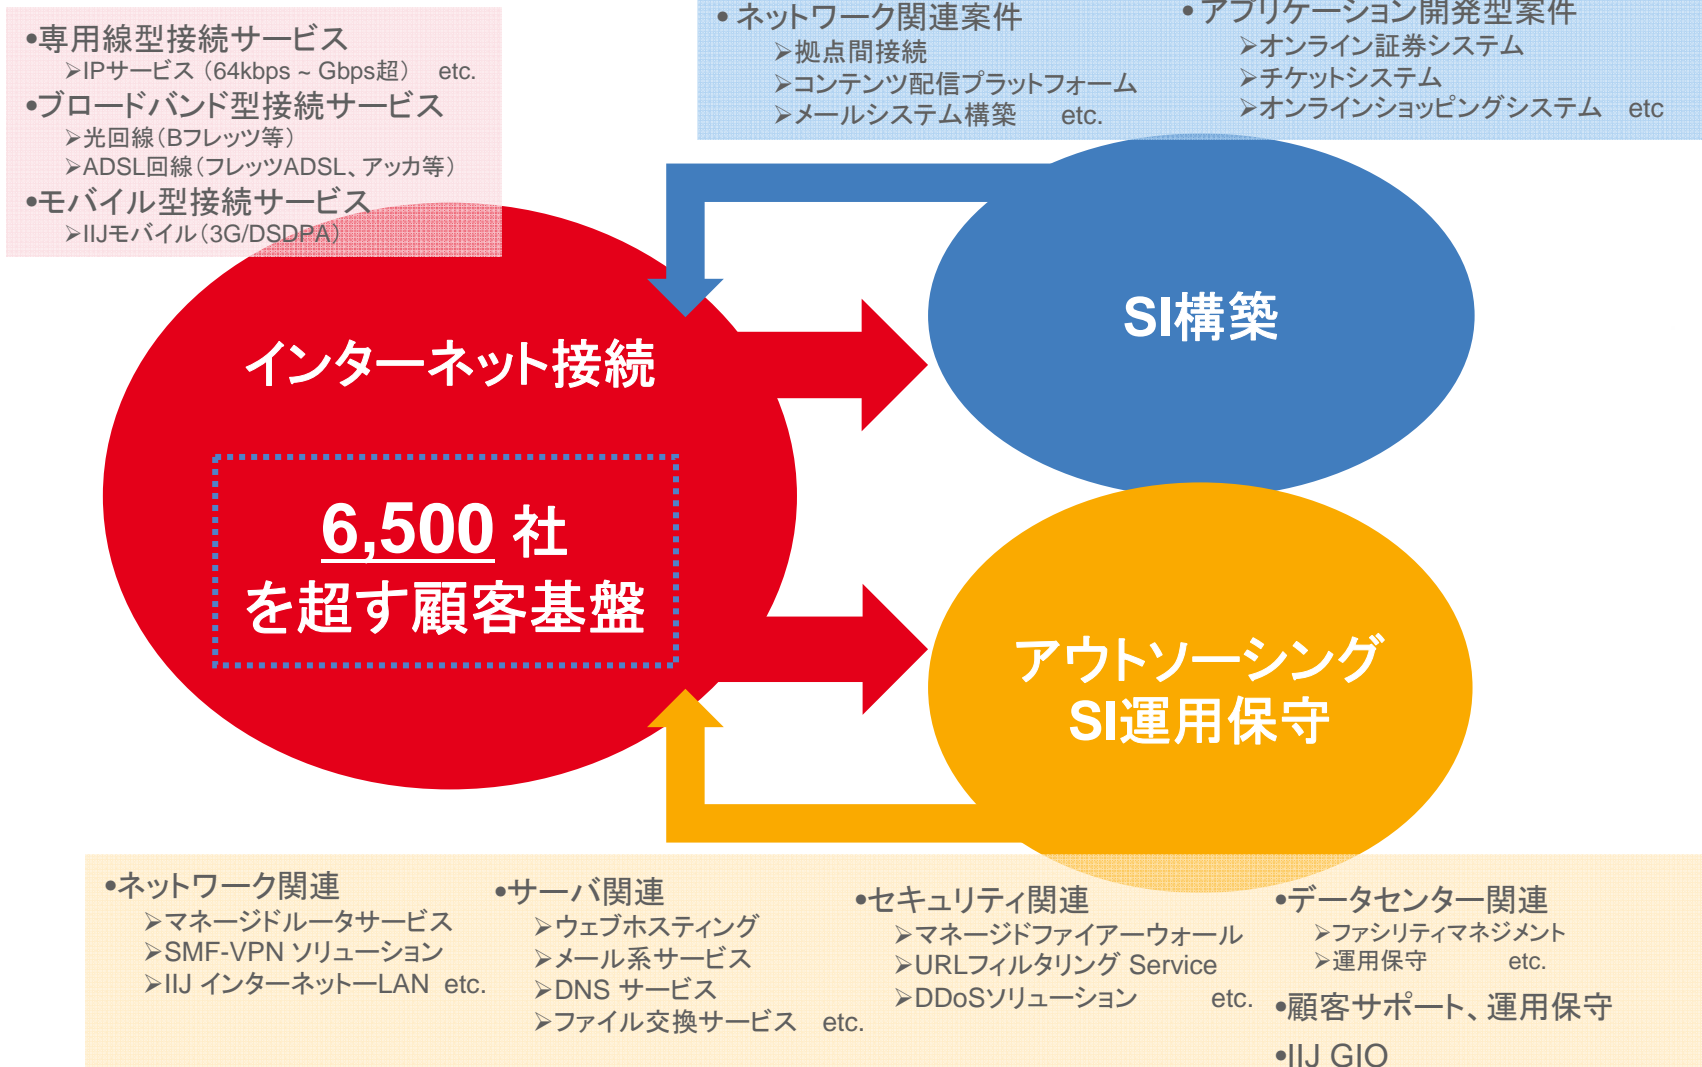 •専用線型接続サービス
➢IPサービス (64kbps ~ Gbps超) etc.
•ブロードバンド型接続サービス
➢光回線(Bフレッツ等)
➢ADSL回線(フレッツADSL、アッカ等)
•モバイル型接続サービス
➢IIJモバイル(3G/DSDPA)
•ネットワーク関連案件
➢拠点間接続
➢コンテンツ配信プラットフォーム
➢メールシステム構築 etc.
•アプリケーション開発型案件
➢オンライン証券システム
➢チケットシステム
➢オンラインショッピングシステム etc
インターネット接続
6,500 社
を超す顧客基盤
SI構築
アウトソーシング
SI運用保守
•ネットワーク関連
➢マネージドルータサービス
➢SMF-VPN ソリューション
➢IIJ インターネットーLAN etc.
•サーバ関連
➢ウェブホスティング
➢メール系サービス
➢DNS サービス
➢ファイル交換サービス etc.
•セキュリティ関連
➢マネージドファイアーウォール
➢URLフィルタリング Service
➢DDoSソリューション etc.
•データセンター関連
➢ファシリティマネジメント
➢運用保守 etc.
•顧客サポート、運用保守
•IIJ GIO